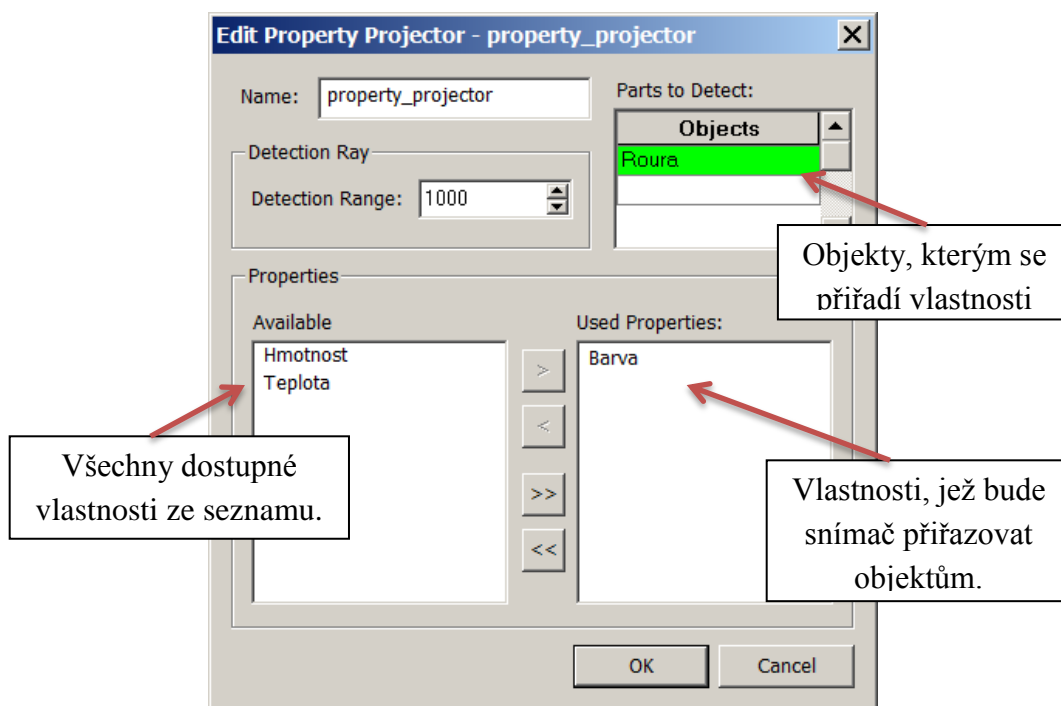 Edit Property Projector - property_projector
Name: property_projector
Parts to Detect:
Objects
Roura
Detection Ray
Detection Range: 1000
Objekty, kterým se
přiřadí vlastnosti
Properties
Available
Hmotnost
Teplota
>
<
>>
<<
Used Properties:
Barva
Všechny dostupné
vlastnosti ze seznamu.
Vlastnosti, jež bude
snímač přiřazovat
objektům.
OK
Cancel